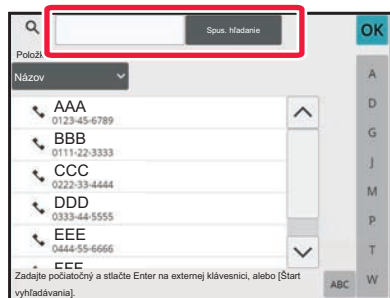 Spus. hľadanie
OK
Názov
AAA
0123-45-6789
BBB
0111-22-3333
CCC
0222-33-4444
DDD
0333-44-5555
EEE
0444-55-6666
Zadajte počiatočný a stlačte Enter na externej klávesnici, alebo [Štart
vyhľadávania].
A
D
G
J
M
P
T
W
ABC